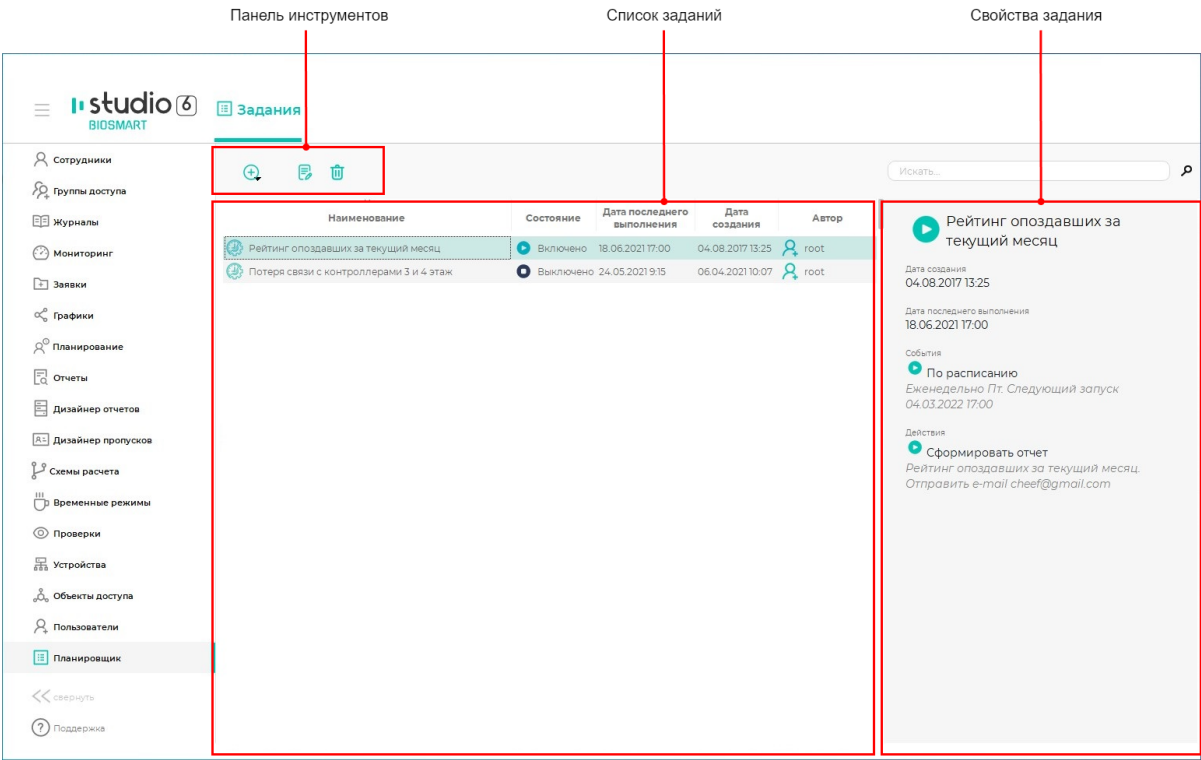 Панель инструментов
Список заданий
Свойства задания
studio 6
BIOSMART
Задания
Сотрудники
Группы доступа
Журналы
Мониторинг
Заявки
Графики
Планирование
Отчеты
Дизайнер отчетов
Дизайнер пропусков
Схемы расчета
Временные режимы
Проверки
Устройства
Объекты доступа
Пользователи
Планировщик
свернуть
Поддержка
Искать...
Наименование Состояние Дата последнего выполнения Дата создания Автор
Рейтинг опоздавших за текущий месяц Включено 18.06.2021 17:00 04.08.2017 13:25 root
Потеря связи с контроллерами 3 и 4 этаж Выключено 24.05.2021 9:15 06.04.2021 10:07 root
Рейтинг опоздавших за
текущий месяц
Дата создания
04.08.2017 13:25
Дата последнего выполнения
18.06.2021 17:00
События
По расписанию
Еженедельно Пт. Следующий запуск
04.03.2022 17:00
Действия
Сформировать отчет
Рейтинг опоздавших за текущий месяц.
Отправить e-mail cheef@gmail.com